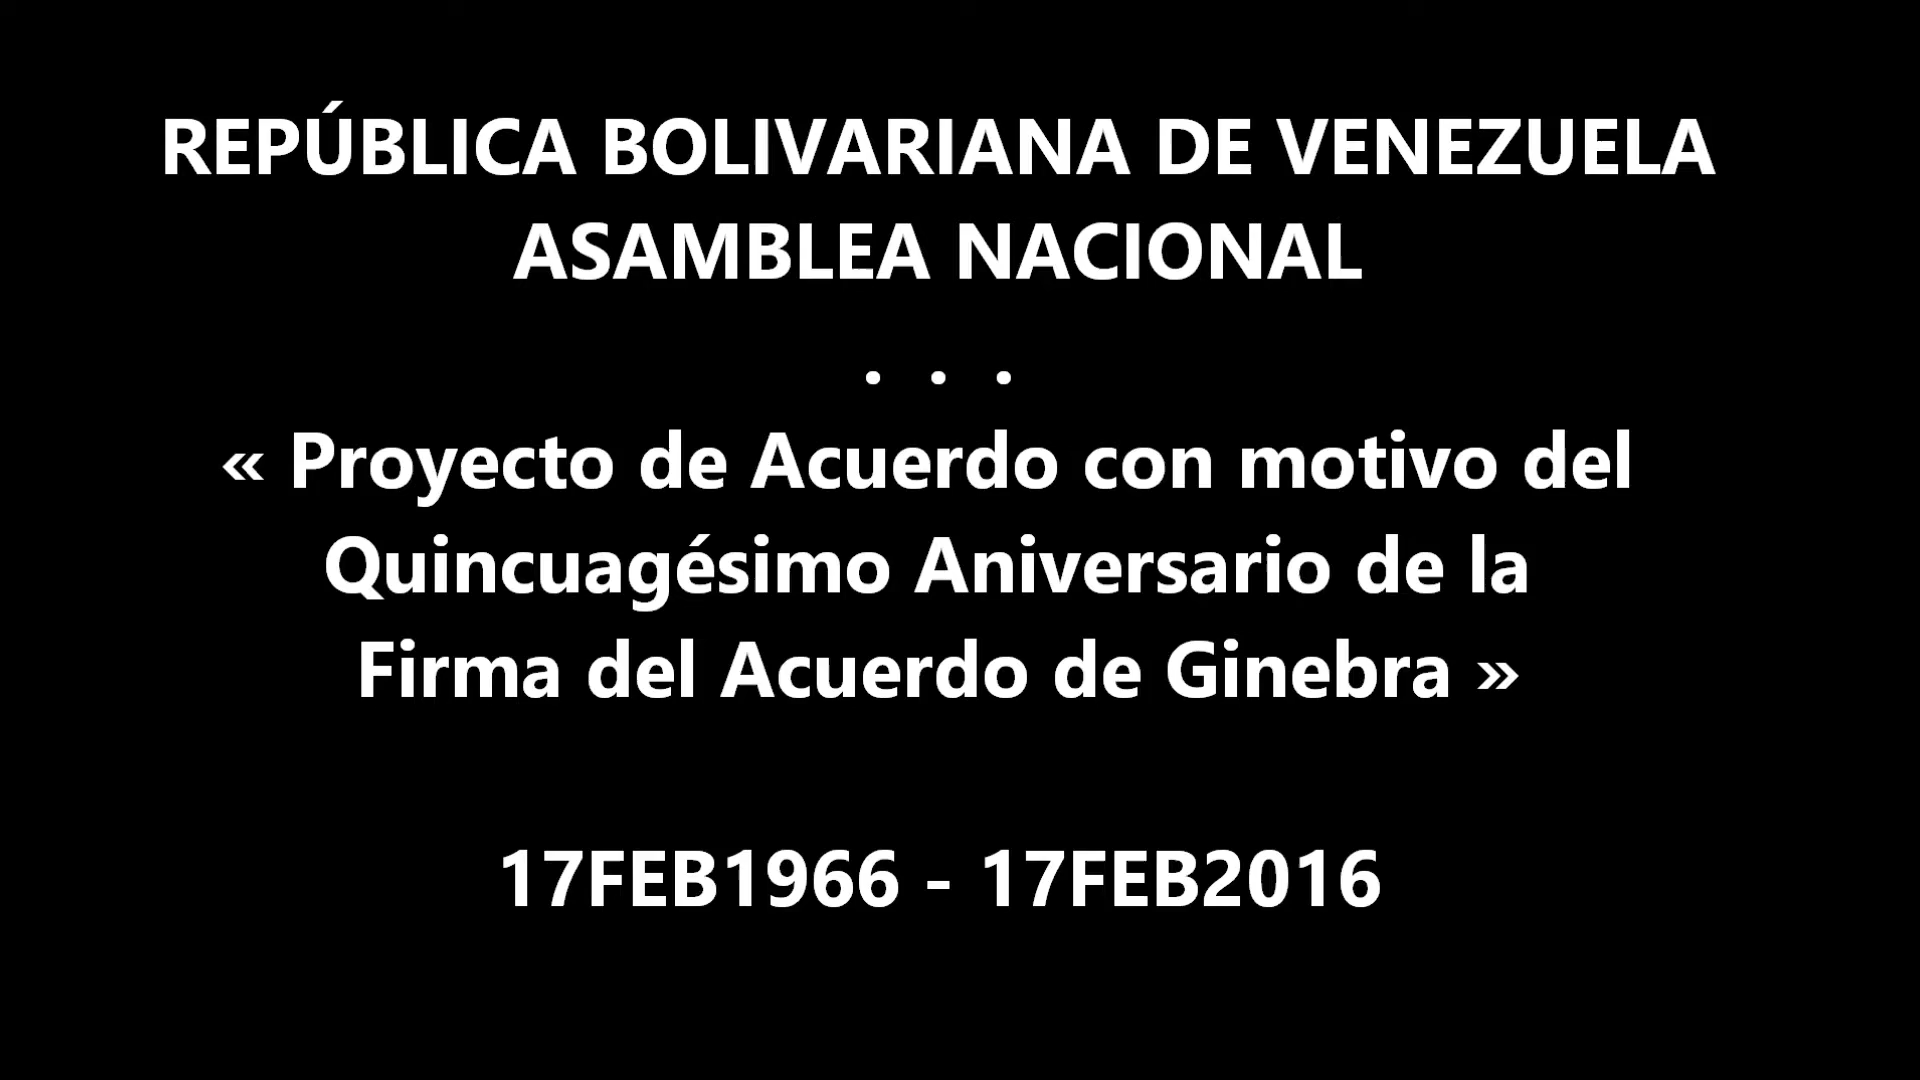 REPÚBLICA BOLIVARIANA DE VENEZUELA
ASAMBLEA NACIONAL
. . .
« Proyecto de Acuerdo con motivo del
Quincuagésimo Aniversario de la
Firma del Acuerdo de Ginebra »
17FEB1966 - 17FEB2016